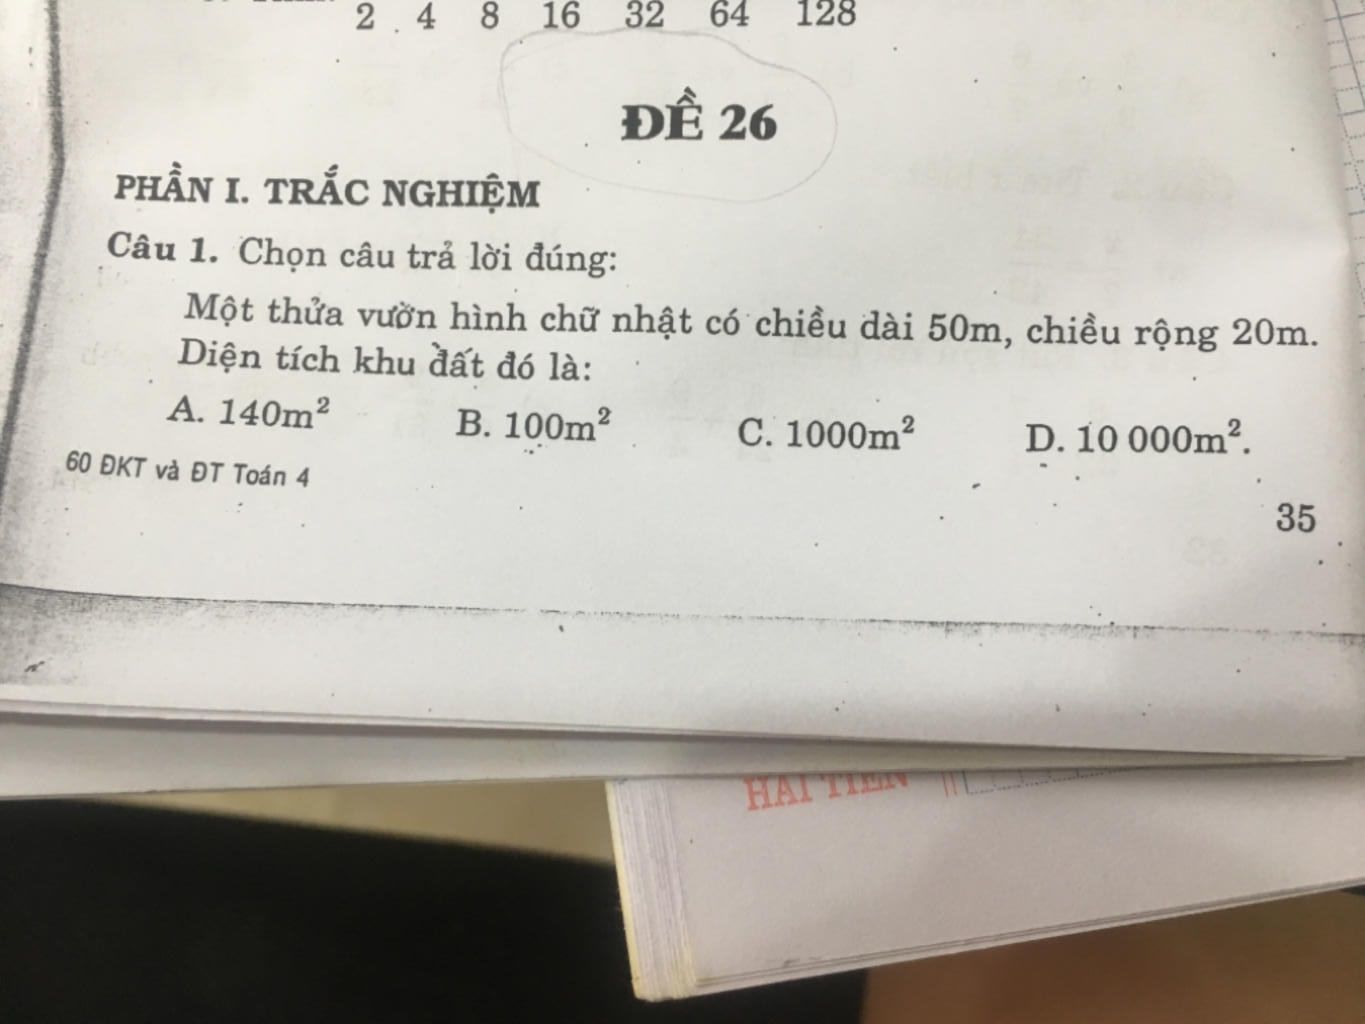 2 4 8 16 32 64 128
ĐỀ 26
PHẦN I. TRẮC NGHIỆM
Câu 1. Chọn câu trả lời đúng:
Một thửa vườn hình chữ nhật có chiều dài 50m, chiều rộng 20m.
Diện tích khu đất đó là:
A. 140m² B. 100m² C. 1000m² D. 10 000m².
60 ĐKT và ĐT Toán 4
35
HẢI TIẾN